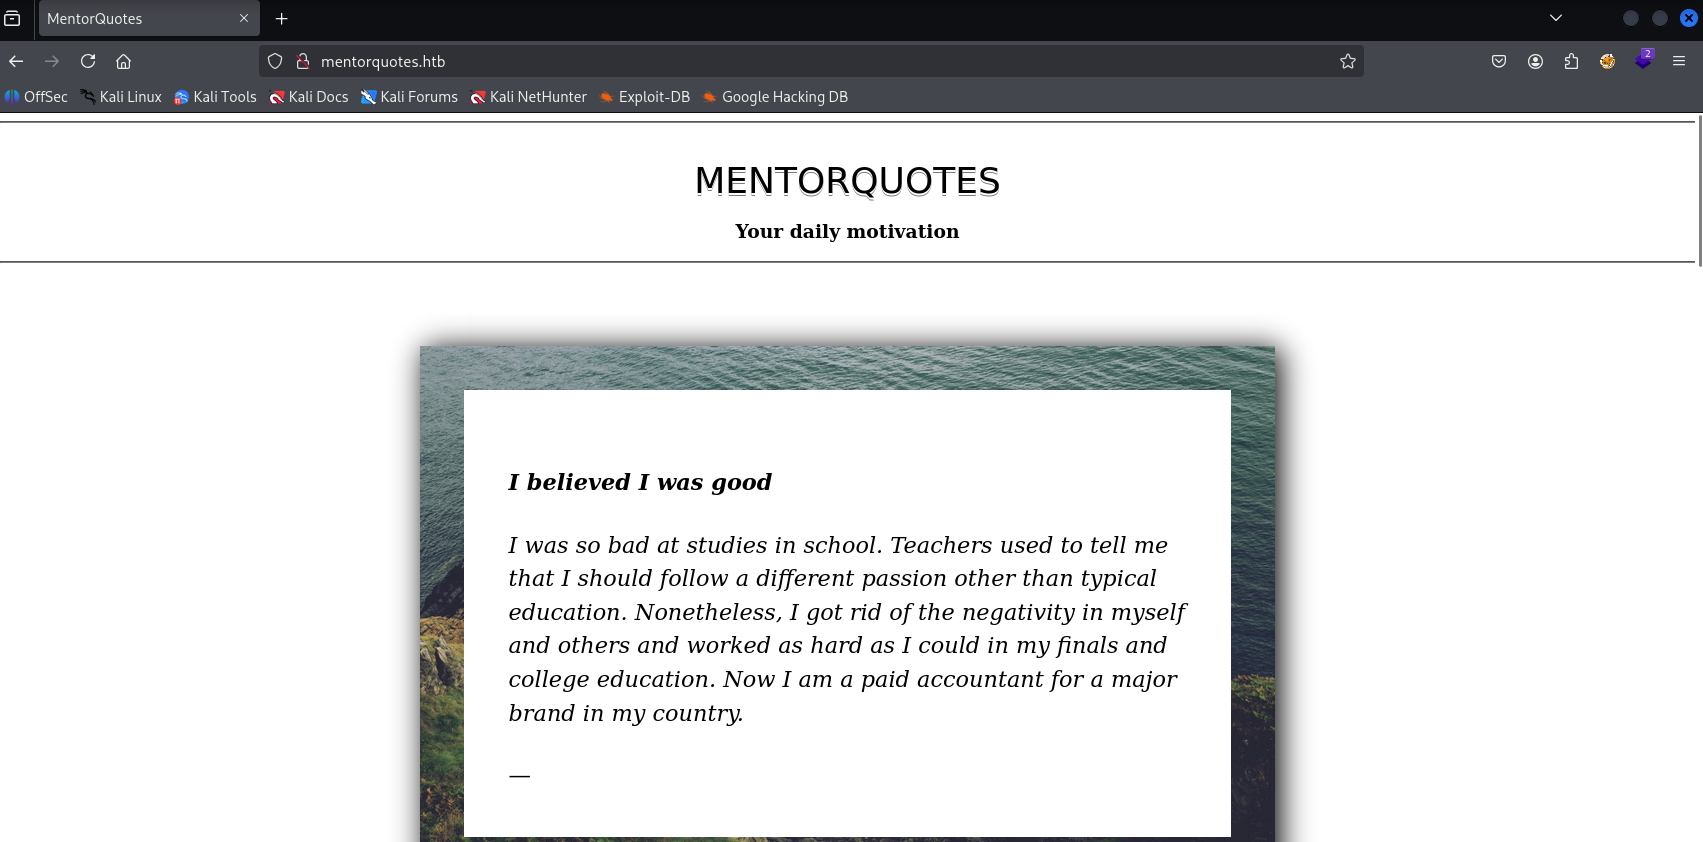 MentorQuotes
mentorquotes.htb
2
OffSec Kali Linux Kali Tools Kali Docs Kali Forums Kali NetHunter Exploit-DB Google Hacking DB
MENTORQUOTES
Your daily motivation
I believed I was good
I was so bad at studies in school. Teachers used to tell me
that I should follow a different passion other than typical
education. Nonetheless, I got rid of the negativity in myself
and others and worked as hard as I could in my finals and
college education. Now I am a paid accountant for a major
brand in my country.
—